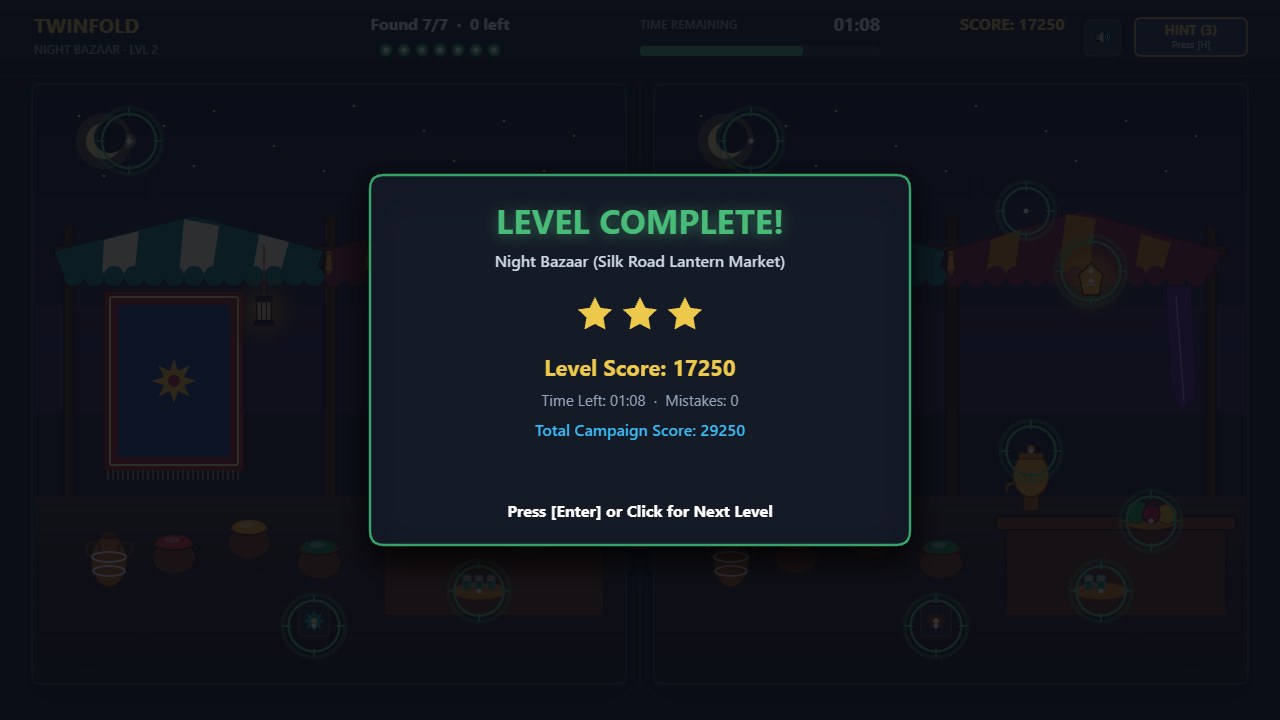 TWINFOLD
NIGHT BAZAAR - LVL 2
Found 7/7 · 0 left
TIME REMAINING
01:08
SCORE: 17250
HINT (3)
Press [H]
LEVEL COMPLETE!
Night Bazaar (Silk Road Lantern Market)
Level Score: 17250
Time Left: 01:08 · Mistakes: 0
Total Campaign Score: 29250
Press [Enter] or Click for Next Level